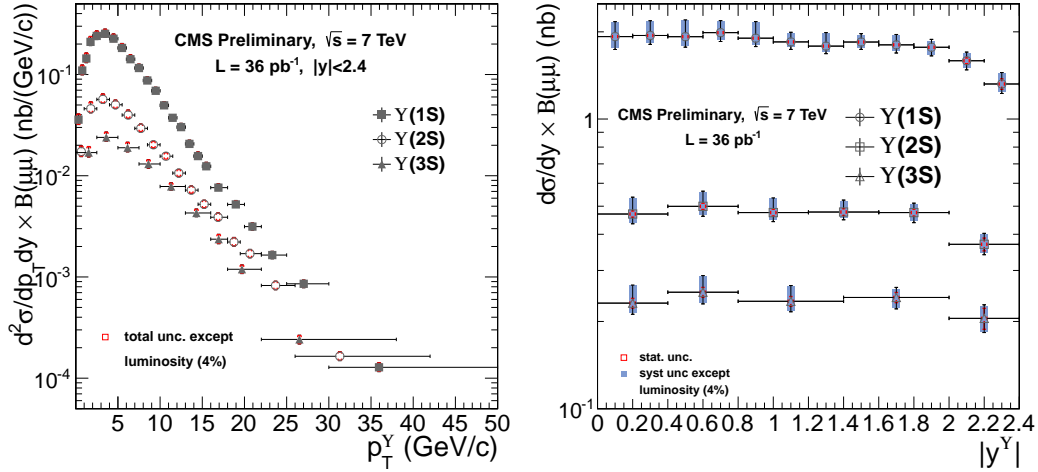 d²σ/dp_T dy × B(μμ) (nb/(GeV/c))
10⁻¹
10⁻²
10⁻³
10⁻⁴
CMS Preliminary, √s = 7 TeV
L = 36 pb⁻¹, |y|<2.4
ϒ(1S)
ϒ(2S)
ϒ(3S)
total unc. except
luminosity (4%)
5 10 15 20 25 30 35 40 45 50
p_T^ϒ (GeV/c)
dσ/dy × B(μμ) (nb)
1
10⁻¹
CMS Preliminary, √s = 7 TeV
L = 36 pb⁻¹
ϒ(1S)
ϒ(2S)
ϒ(3S)
stat. unc.
syst unc except
luminosity (4%)
0 0.2 0.4 0.6 0.8 1 1.2 1.4 1.6 1.8 2 2.2 2.4
|y^ϒ|